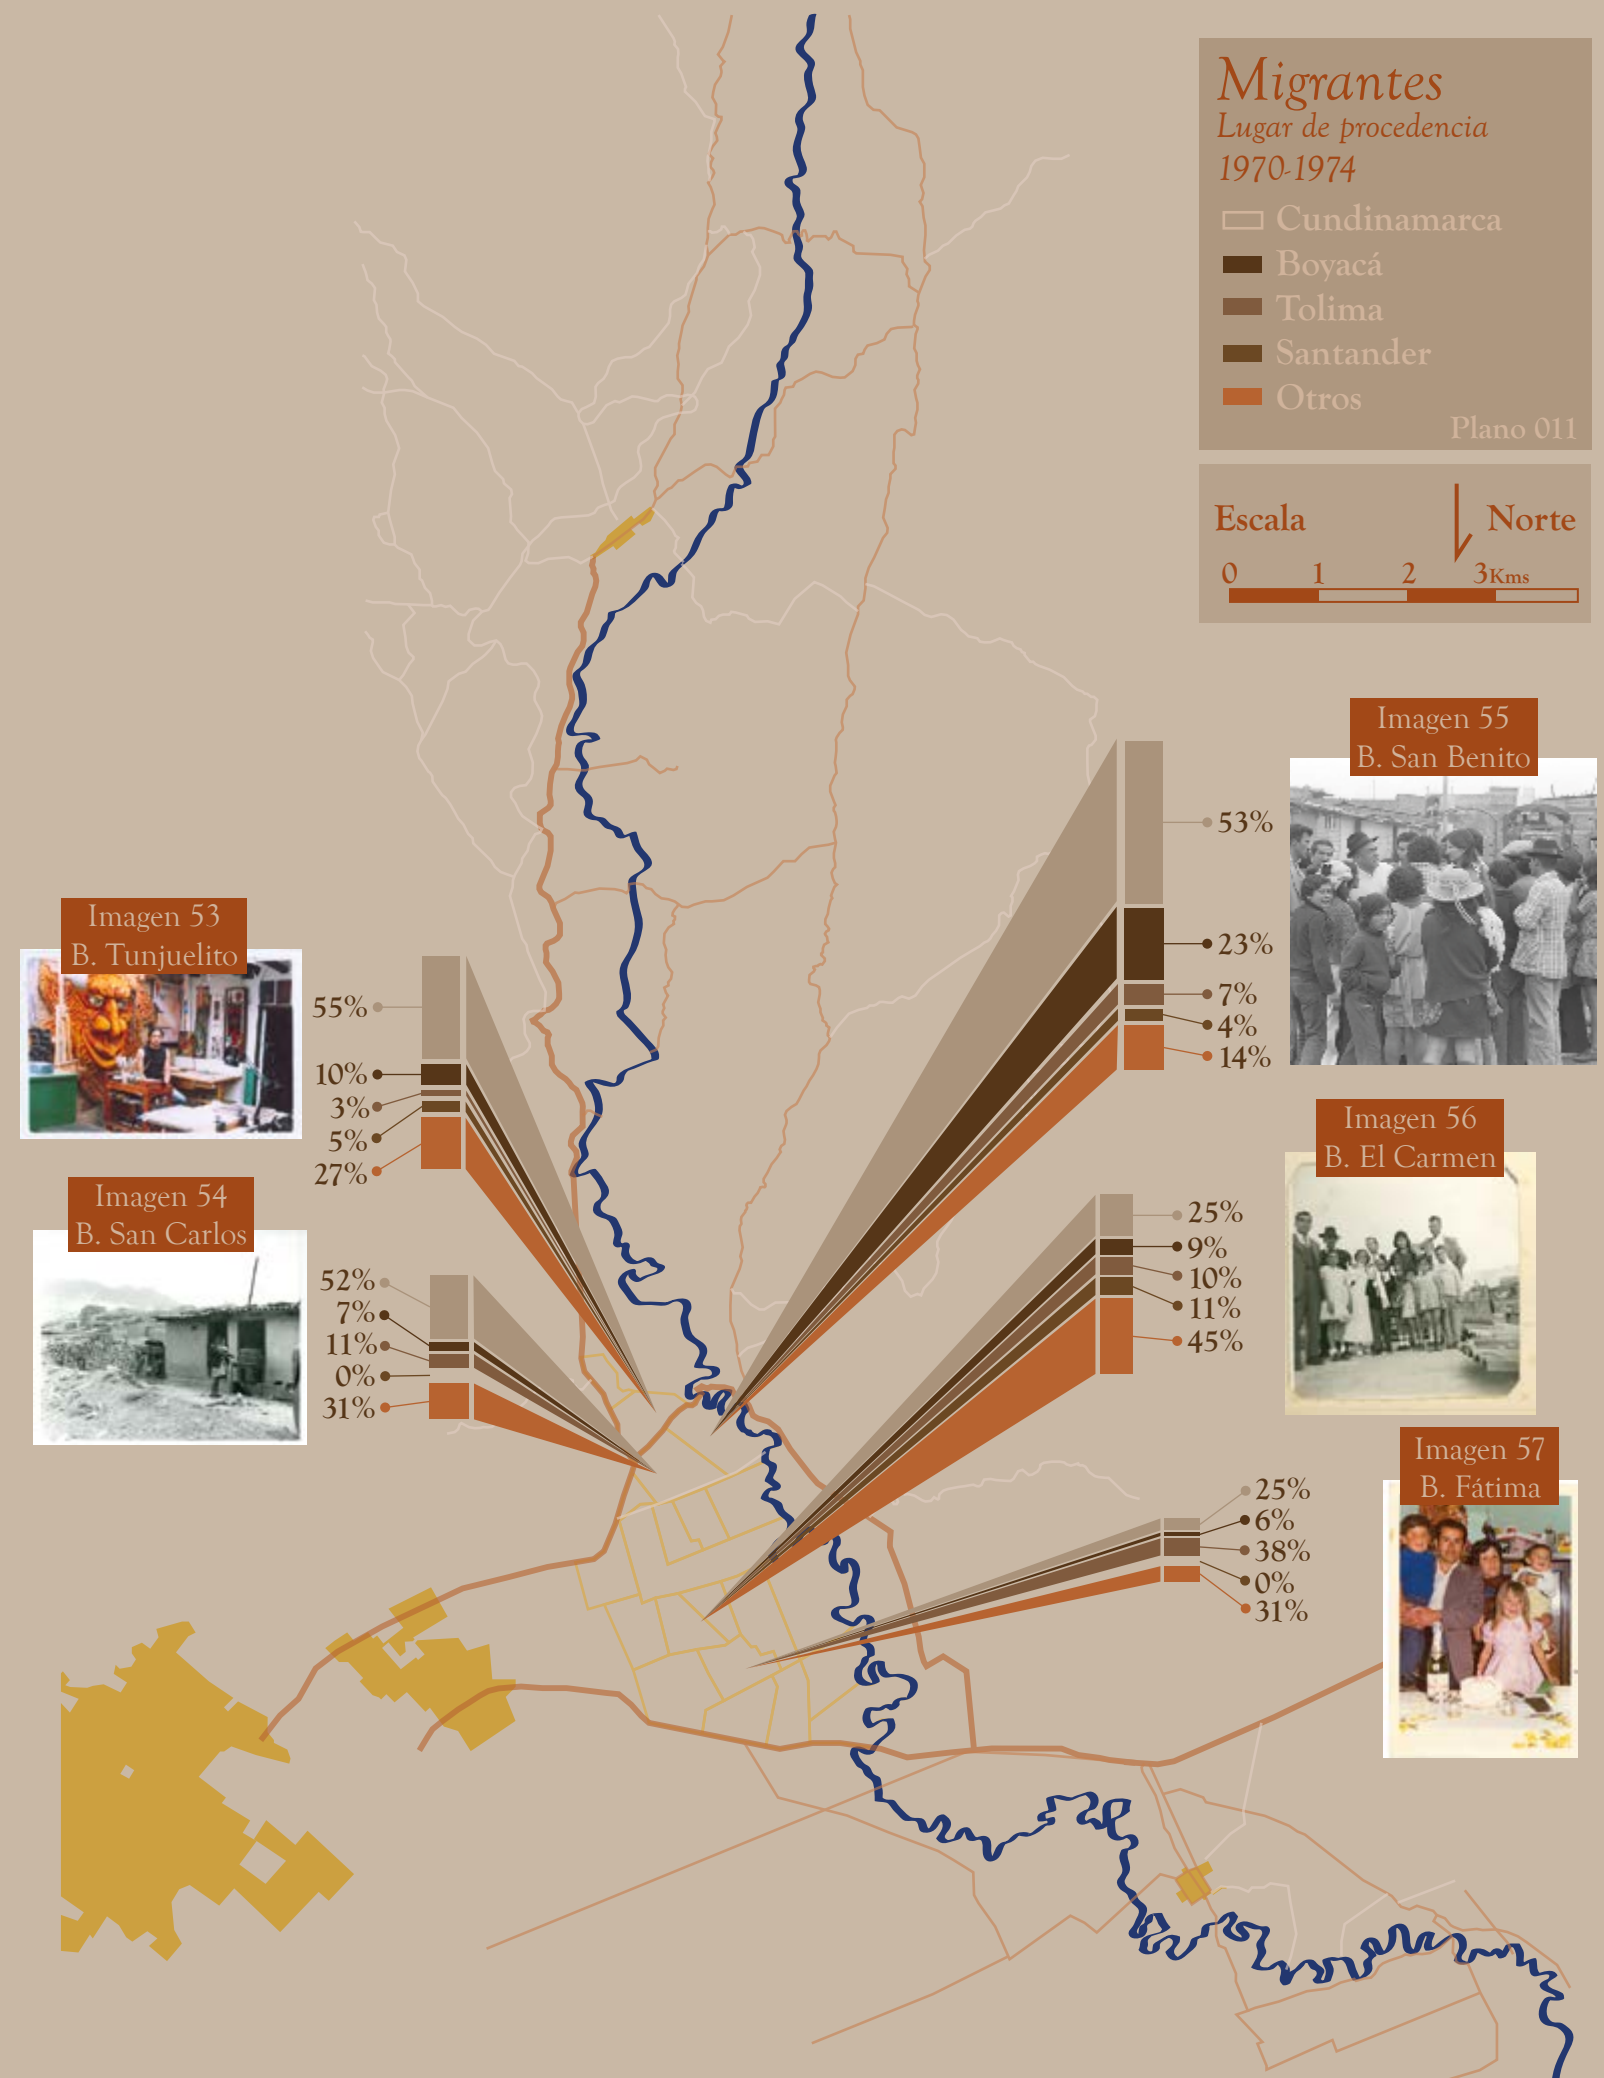 Migrantes
Lugar de procedencia
1970-1974
Cundinamarca
Boyacá
Tolima
Santander
Otros
Plano 011
Escala
Norte
0 1 2 3Kms
Imagen 55
B. San Benito
53%
23%
7%
4%
14%
Imagen 53
B. Tunjuelito
55%
10%
3%
5%
27%
Imagen 54
B. San Carlos
52%
7%
11%
0%
31%
Imagen 56
B. El Carmen
25%
9%
10%
11%
45%
Imagen 57
B. Fátima
25%
6%
38%
0%
31%